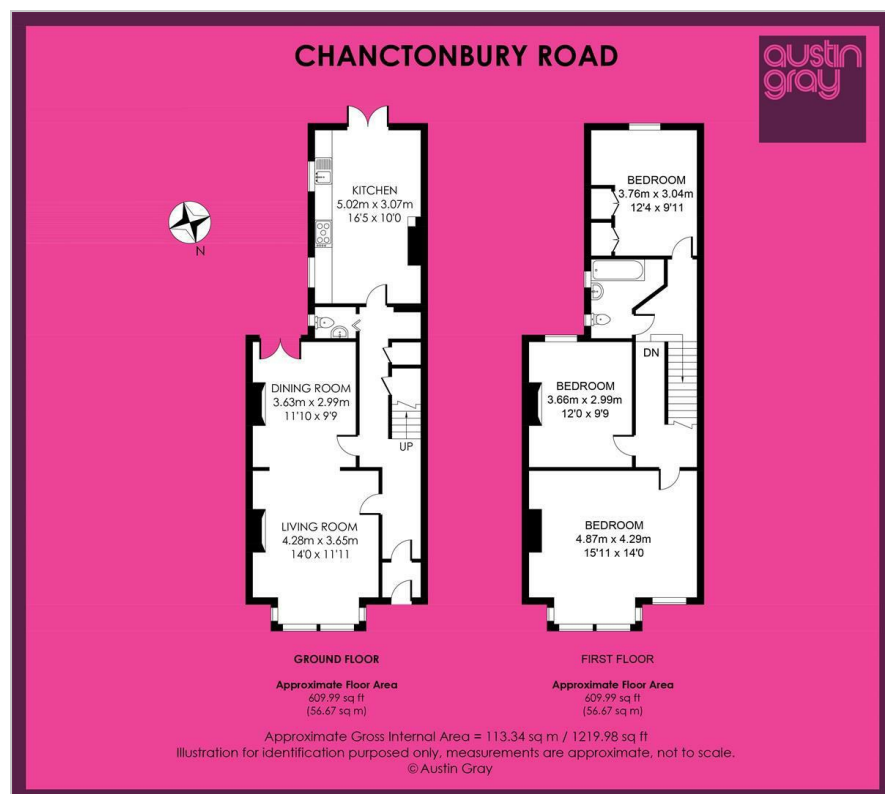 CHANCTONBURY ROAD
austin
gray
N
KITCHEN
5.02m x 3.07m
16'5 x 10'0
DINING ROOM
3.63m x 2.99m
11'10 x 9'9
UP
LIVING ROOM
4.28m x 3.65m
14'0 x 11'11
BEDROOM
3.76m x 3.04m
12'4 x 9'11
DN
BEDROOM
3.66m x 2.99m
12'0 x 9'9
BEDROOM
4.87m x 4.29m
15'11 x 14'0
GROUND FLOOR
Approximate Floor Area
609.99 sq ft
(56.67 sq m)
FIRST FLOOR
Approximate Floor Area
609.99 sq ft
(56.67 sq m)
Approximate Gross Internal Area = 113.34 sq m / 1219.98 sq ft
Illustration for identification purposed only, measurements are approximate, not to scale.
© Austin Gray